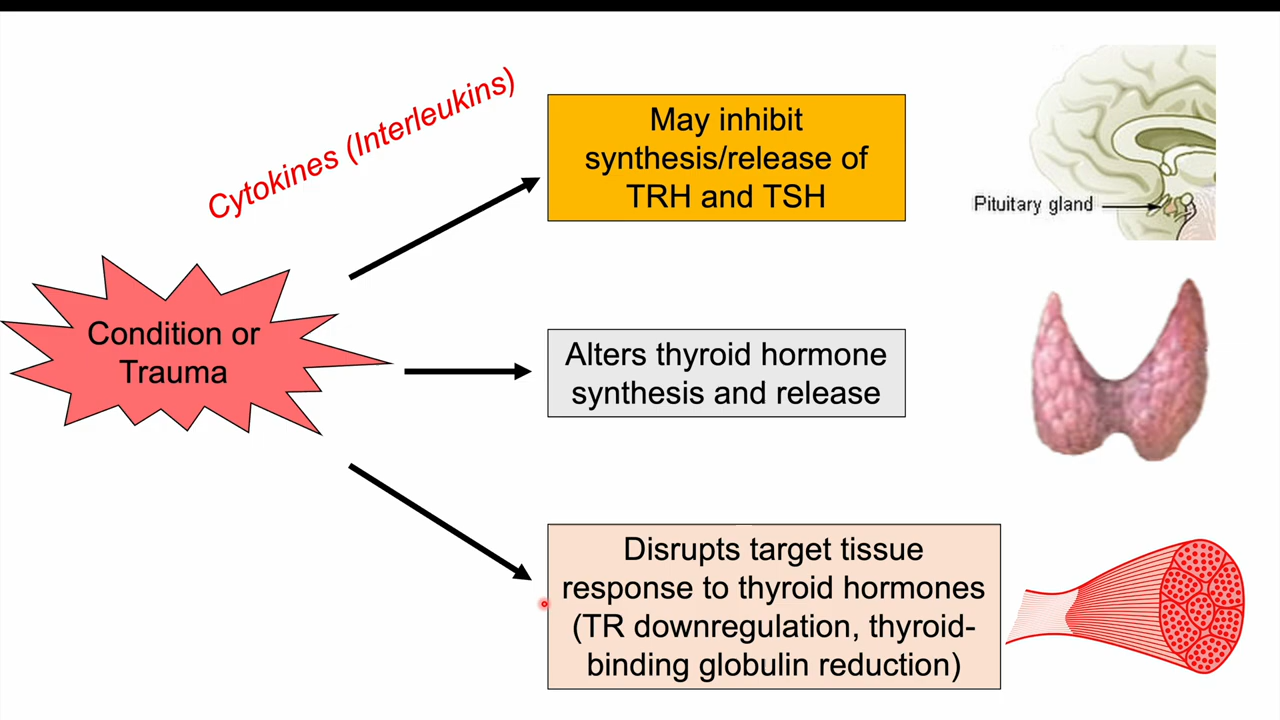 Cytokines (Interleukins)
May inhibit
synthesis/release of
TRH and TSH
Pituitary gland
Condition or
Trauma
Alters thyroid hormone
synthesis and release
Disrupts target tissue
response to thyroid hormones
(TR downregulation, thyroid-
binding globulin reduction)